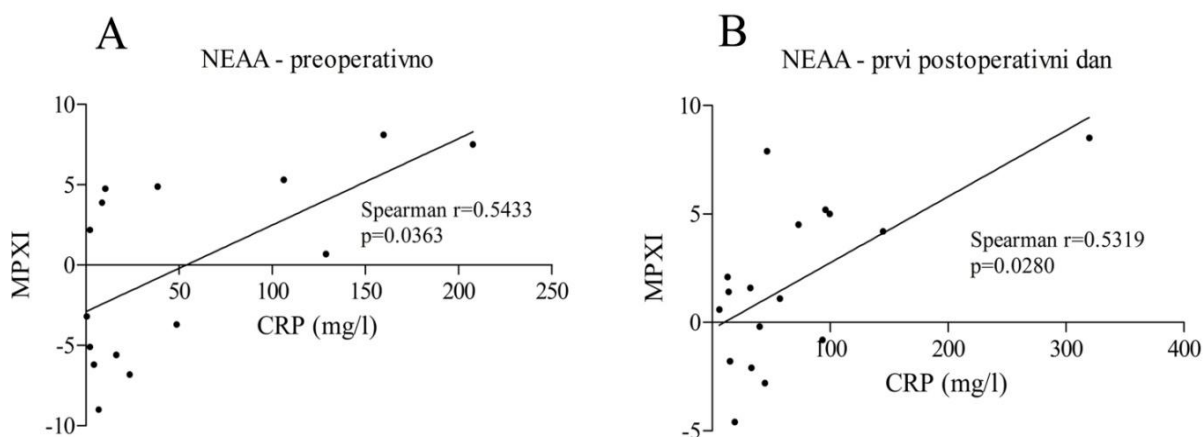 A
NEAA - preoperativno
10
5
0
-5
-10
MPXI
50
100
150
200
250
CRP (mg/l)
Spearman r=0.5433
p=0.0363
B
NEAA - prvi postoperativni dan
10
5
0
-5
MPXI
100
200
300
400
CRP (mg/l)
Spearman r=0.5319
p=0.0280